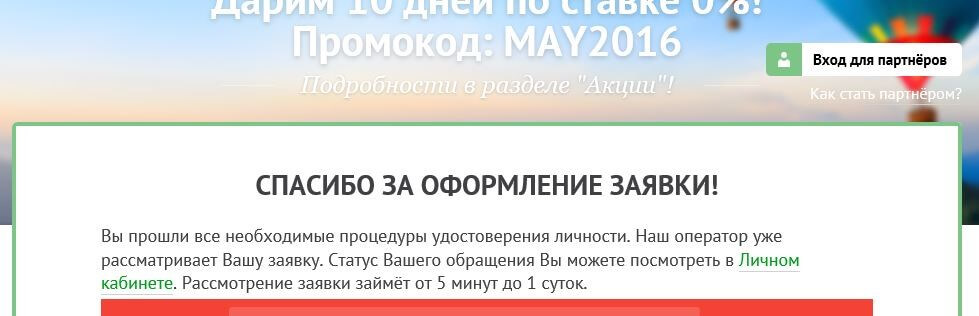 Дарим 10 дней по ставке 0%!
Промокод: MAY2016
Вход для партнёров
Подробности в разделе "Акции"!
Как стать партнёром?
СПАСИБО ЗА ОФОРМЛЕНИЕ ЗАЯВКИ!
Вы прошли все необходимые процедуры удостоверения личности. Наш оператор уже
рассматривает Вашу заявку. Статус Вашего обращения Вы можете посмотреть в Личном
кабинете. Рассмотрение заявки займёт от 5 минут до 1 суток.